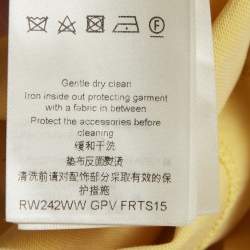 Gentle dry clean
Iron inside out protecting garment
with a fabric in between
Protect the accessories before
cleaning
缓和干洗
垫布反面熨烫
清洗前请对配饰部分采取有效的保
护措施
RW242WW GPV FRTS15